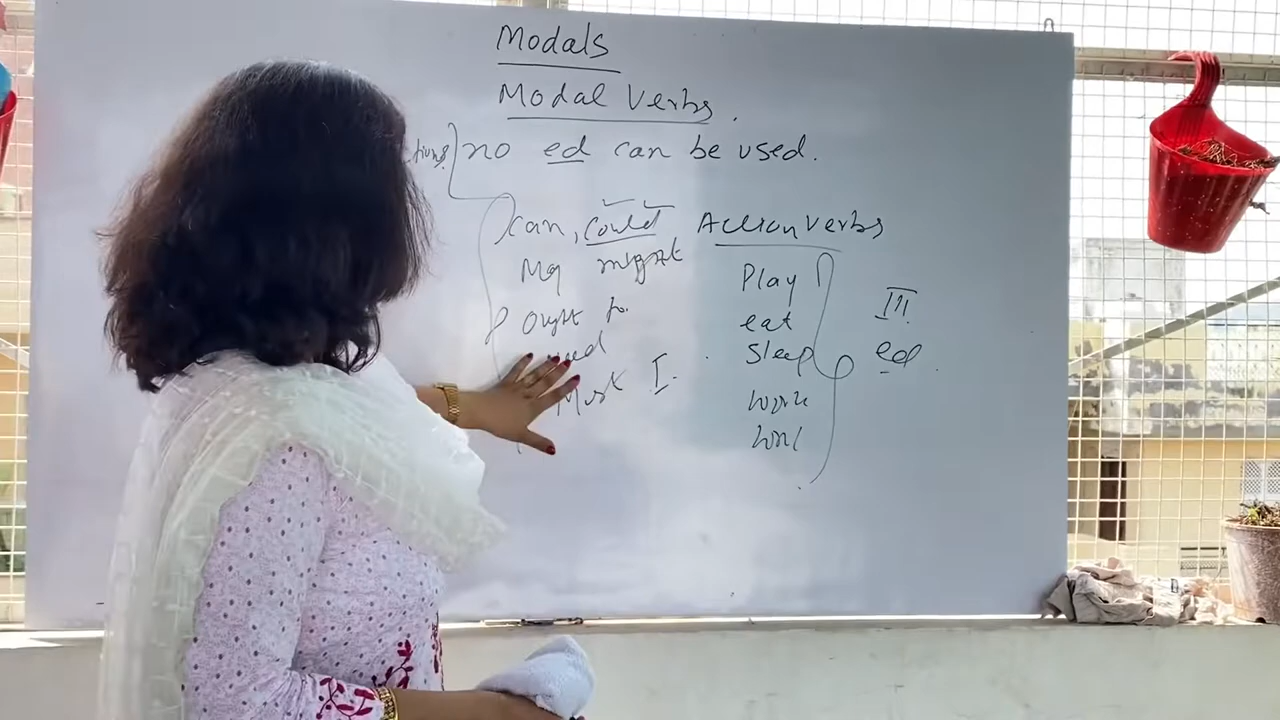 Modals
Modal Verbs.
no ed can be used.
can, could Action Verbs
might
Play
Ought to III
eat
Sleep ed
Must I.
work